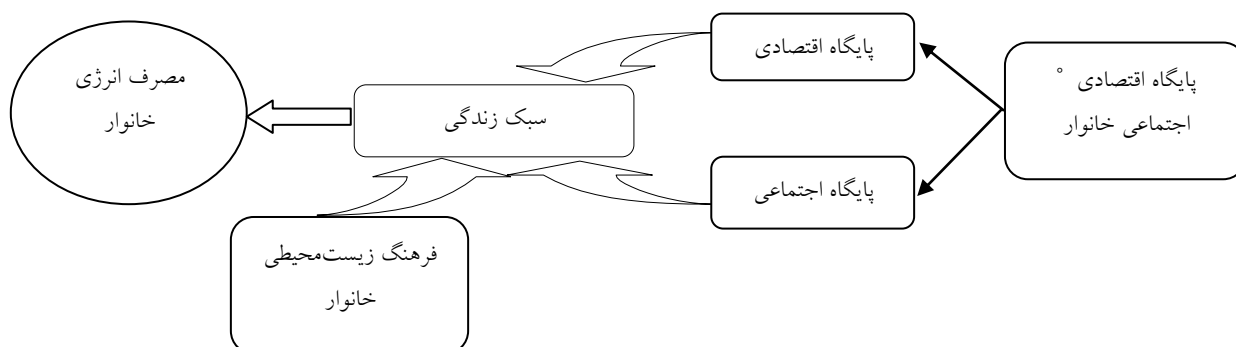 پایگاه اقتصادی °
اجتماعی خانوار
پایگاه اقتصادی
پایگاه اجتماعی
سبک زندگی
فرهنگ زیست‌محیطی
خانوار
مصرف انرژی
خانوار